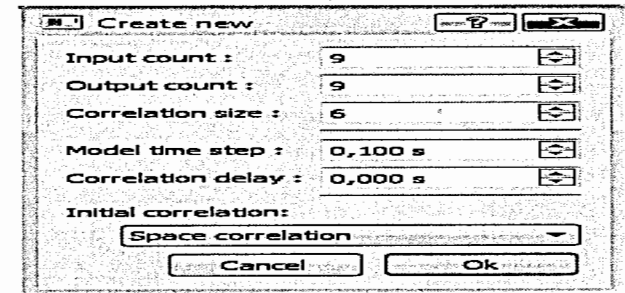 Create new
Input count : 9
Output count : 9
Correlation size : 6
Model time step : 0,100 s
Correlation delay : 0,000 s
Initial correlation:
Space correlation
Cancel Ok